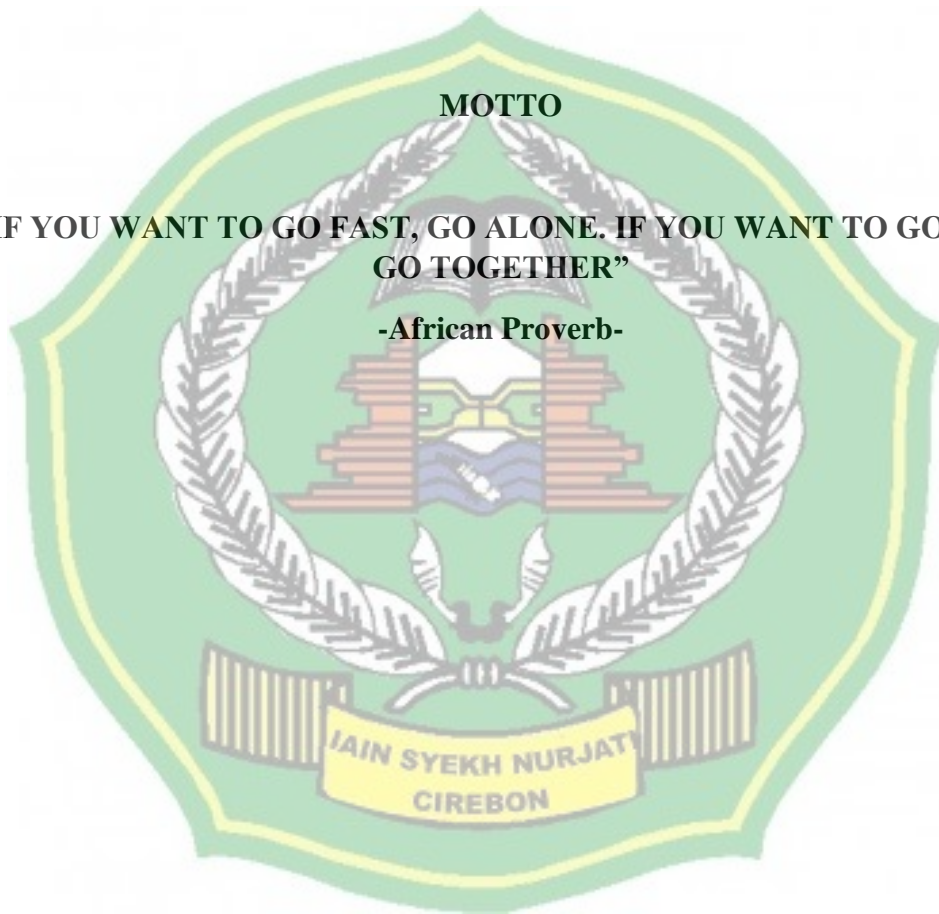 MOTTO
F YOU WANT TO GO FAST, GO ALONE. IF YOU WANT TO GO
GO TOGETHER”
-African Proverb-
IAIN SYEKH NURJATI
CIREBON